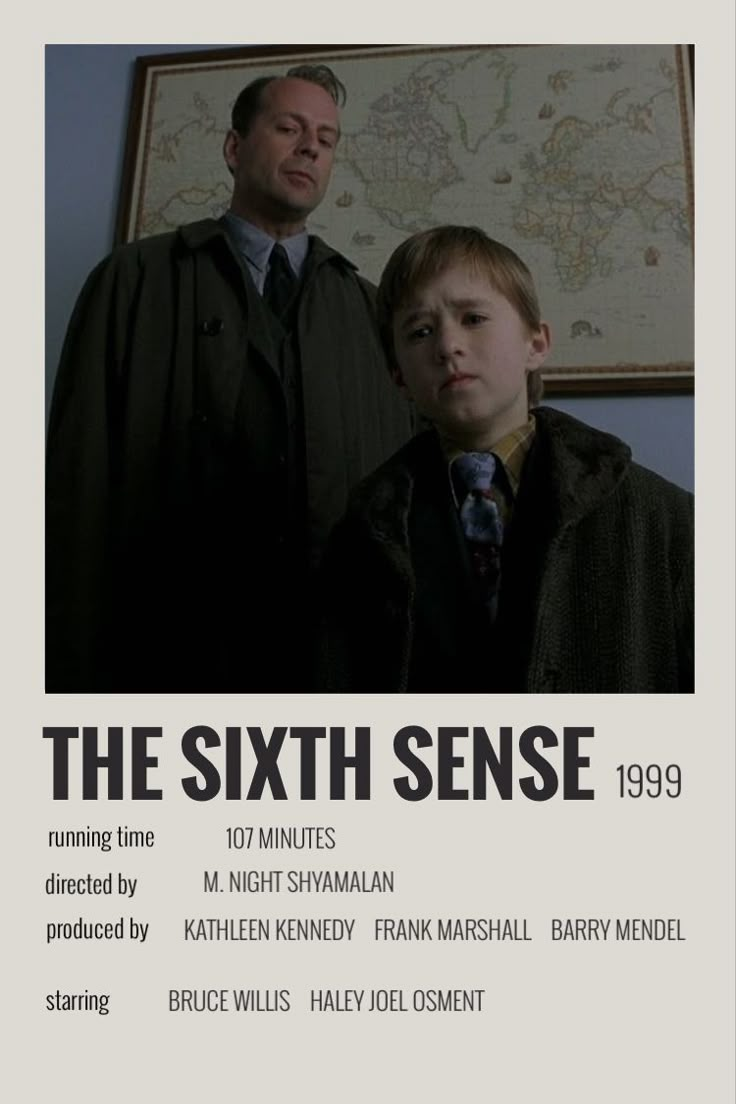 THE SIXTH SENSE 1999
running time 107 MINUTES
directed by M. NIGHT SHYAMALAN
produced by KATHLEEN KENNEDY FRANK MARSHALL BARRY MENDEL
starring BRUCE WILLIS HALEY JOEL OSMENT